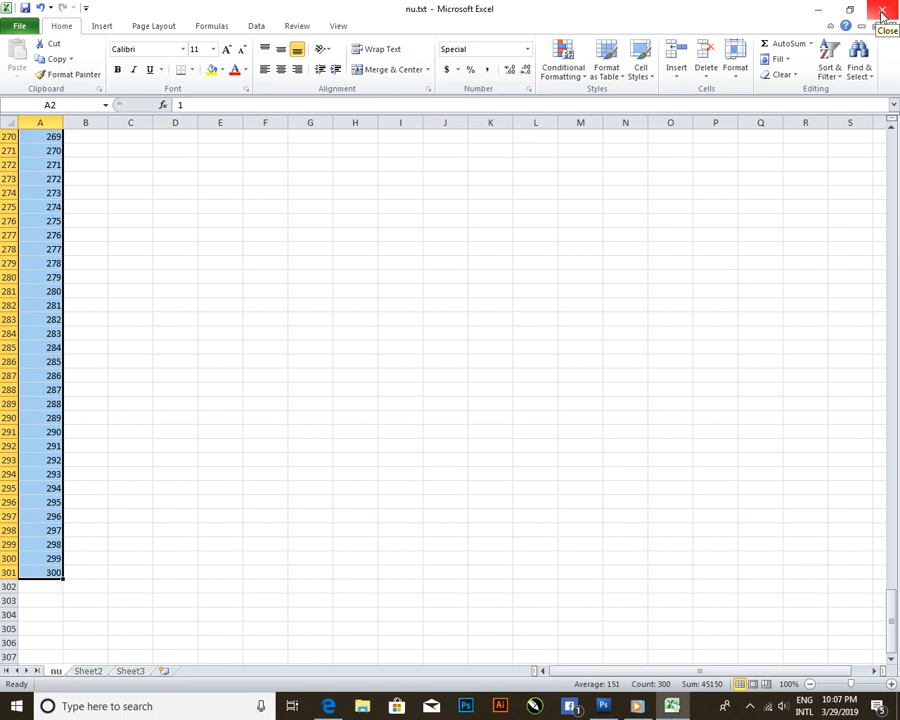 nu.txt - Microsoft Excel
Close
File Home Insert Page Layout Formulas Data Review View
Paste
Cut
Copy
Format Painter
Clipboard
Calibri 11
Font
Wrap Text
Merge & Center
Alignment
Special
Number
Conditional Formatting
Format as Table
Cell Styles
Styles
Insert
Delete
Format
Cells
AutoSum
Fill
Clear
Sort & Filter
Find & Select
Editing
A2 fx 1
A B C D E F G H I J K L M N O P Q R S
270 269
271 270
272 271
273 272
274 273
275 274
276 275
277 276
278 277
279 278
280 279
281 280
282 281
283 282
284 283
285 284
286 285
287 286
288 287
289 288
290 289
291 290
292 291
293 292
294 293
295 294
296 295
297 296
298 297
299 298
300 299
301 300
302
303
304
305
306
307
nu Sheet2 Sheet3
Ready Average: 151 Count: 300 Sum: 45150 100%
Type here to search
ENG
INTL
10:07 PM
3/29/2019
5